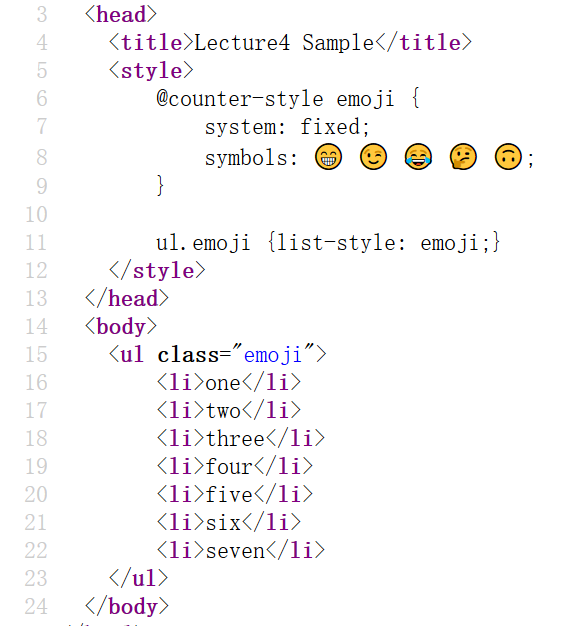 3 <head>
4 <title>Lecture4 Sample</title>
5 <style>
6 @counter-style emoji {
7 system: fixed;
8 symbols: 😁 😉 😂 🤔 🙃;
9 }
10
11 ul.emoji {list-style: emoji;}
12 </style>
13 </head>
14 <body>
15 <ul class="emoji">
16 <li>one</li>
17 <li>two</li>
18 <li>three</li>
19 <li>four</li>
20 <li>five</li>
21 <li>six</li>
22 <li>seven</li>
23 </ul>
24 </body>